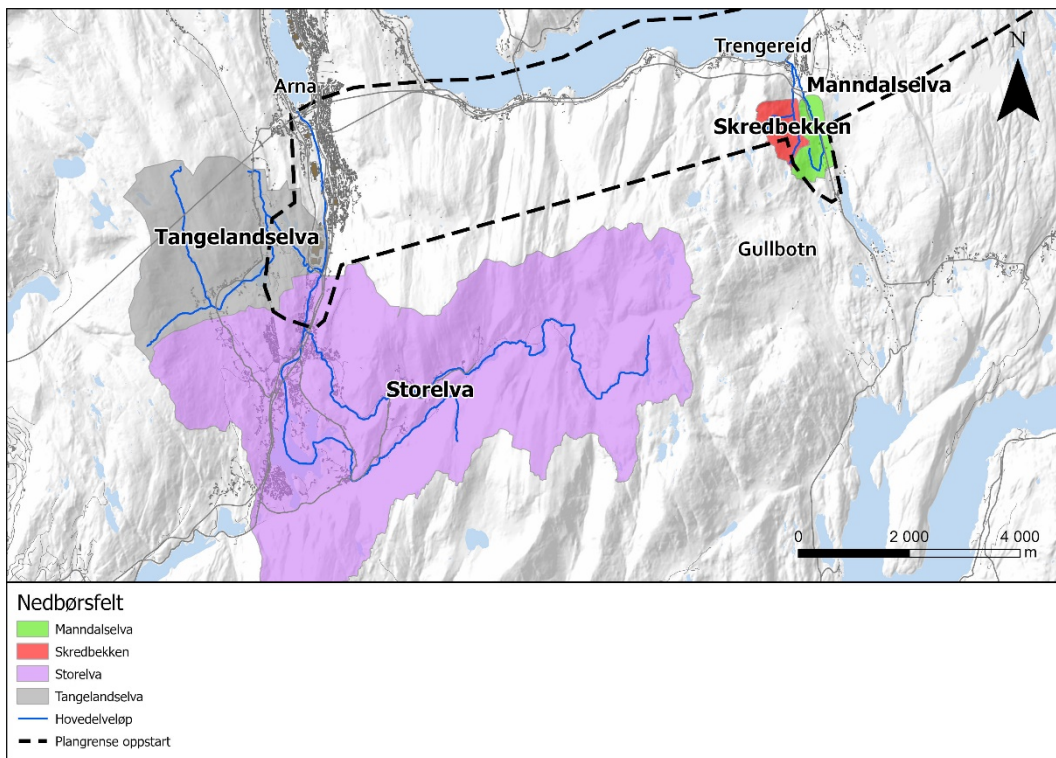 Trengereid
N
Arna
Manndalselva
Skredbekken
Tangelandselva
Gullbotn
Storelva
0 2 000 4 000
m
Nedbørsfelt
Manndalselva
Skredbekken
Storelva
Tangelandselva
Hovedelveløp
Plangrense oppstart